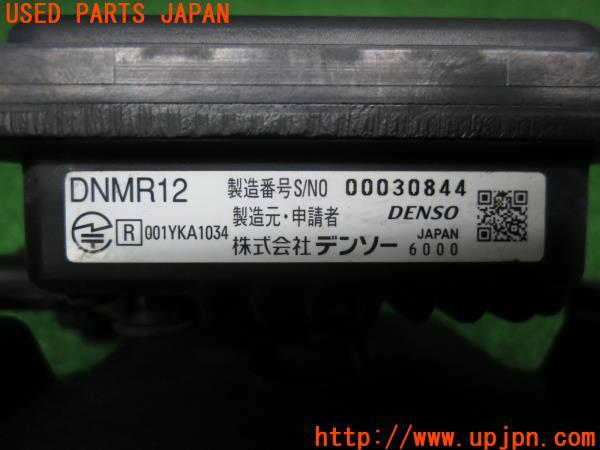 USED PARTS JAPAN
DNMR12 製造番号S/NO 00030844
R 001YKA1034 製造元・申請者 DENSO
株式会社デンソー JAPAN 6000
UPJ http://www.upjpn.com